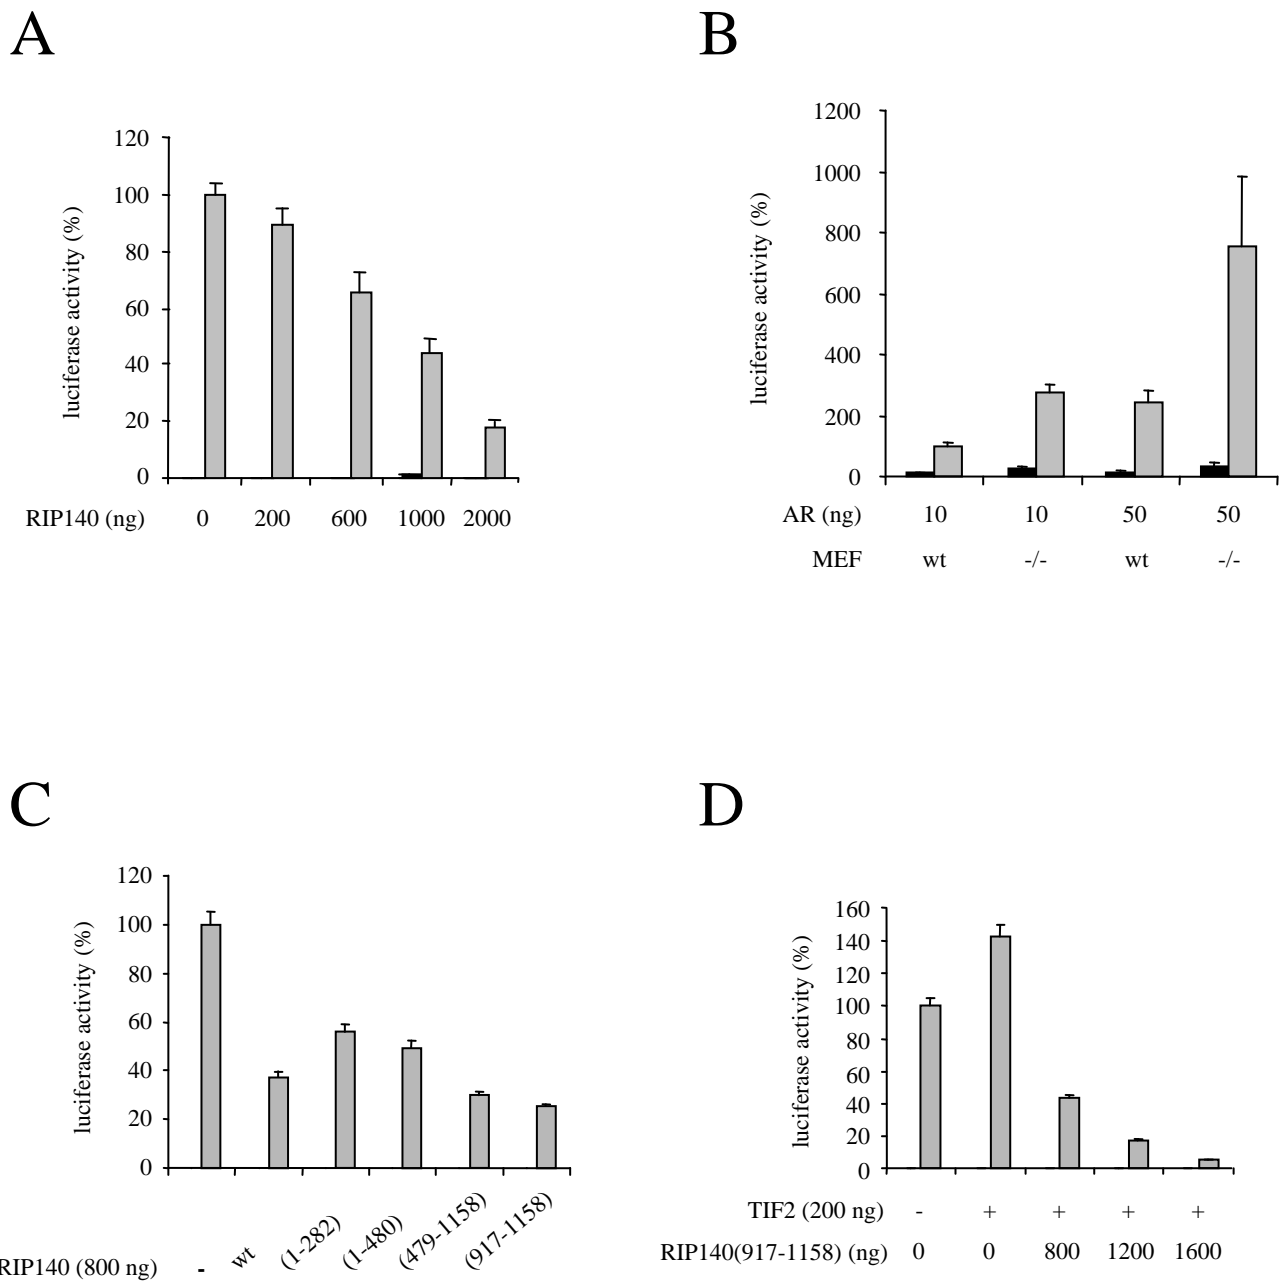 A
B
120
100
80
60
40
20
0
luciferase activity (%)
RIP140 (ng) 0 200 600 1000 2000
1200
1000
800
600
400
200
0
luciferase activity (%)
AR (ng) 10 10 50 50
MEF wt -/- wt -/-
C
D
120
100
80
60
40
20
0
luciferase activity (%)
- wt (1-282) (1-480) (479-1158) (917-1158)
RIP140 (800 ng)
160
140
120
100
80
60
40
20
0
luciferase activity (%)
TIF2 (200 ng) - + + + +
RIP140(917-1158) (ng) 0 0 800 1200 1600